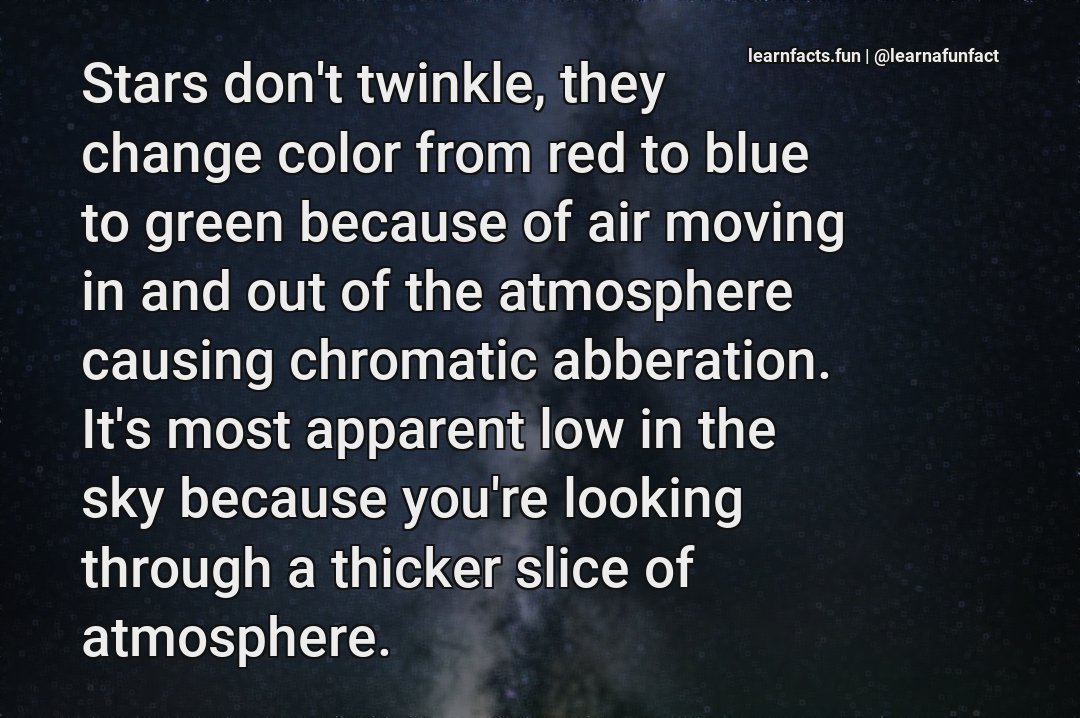 learnfacts.fun | @learnafunfact
Stars don't twinkle, they
change color from red to blue
to green because of air moving
in and out of the atmosphere
causing chromatic abberation.
It's most apparent low in the
sky because you're looking
through a thicker slice of
atmosphere.